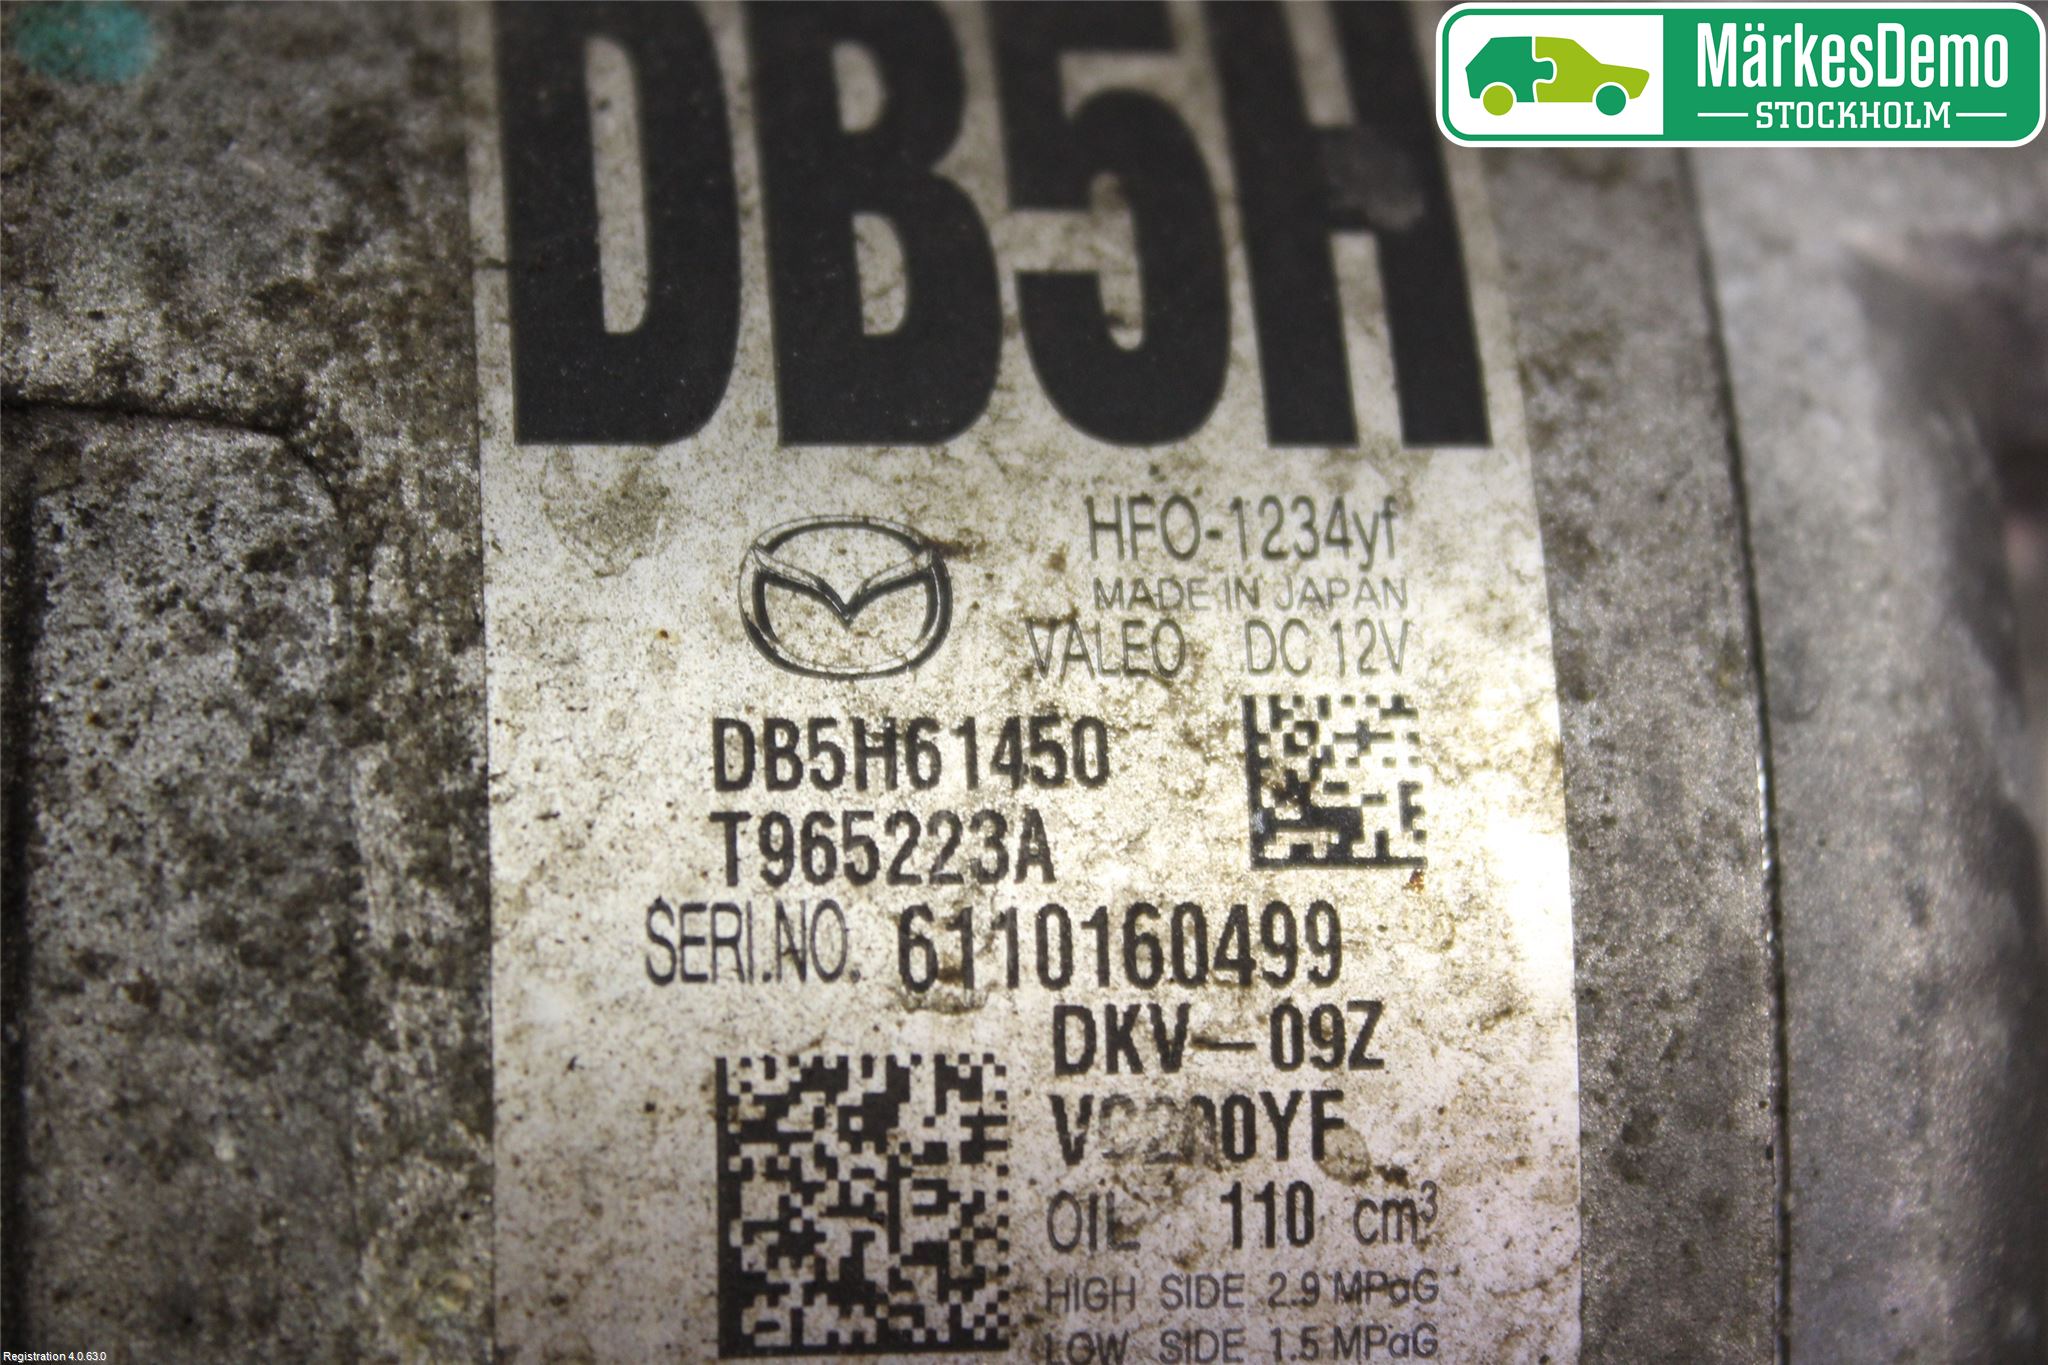 MärkesDemo
STOCKHOLM
DB5H
HFO-1234yf
MADE IN JAPAN
VALEO DC 12V
DB5H61450
T965223A
SERI.NO. 6110160499
DKV-09Z
OIL 110 cm³
HIGH SIDE 2.9 MPaG
LOW SIDE 1.5 MPaG
Registration 4.0.63.0